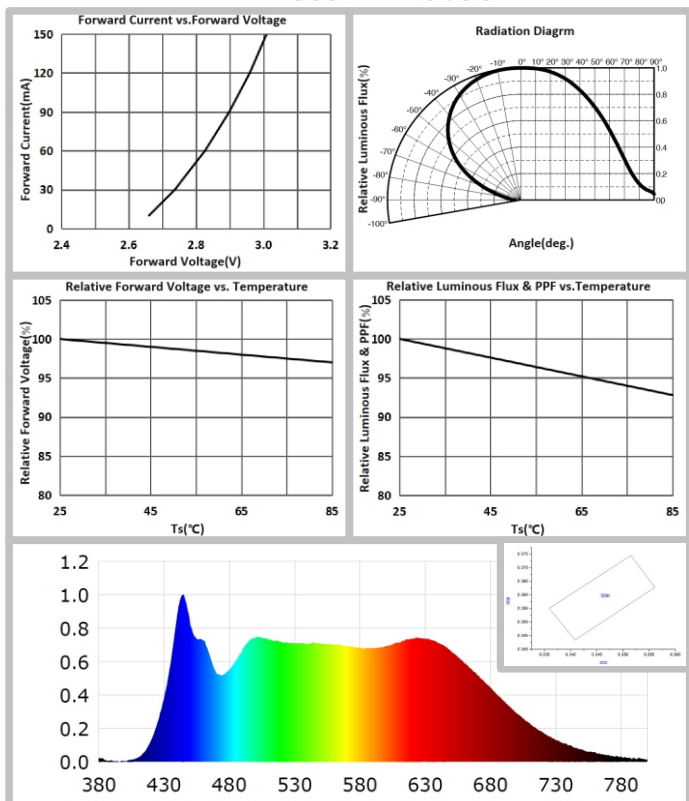 Forward Current vs.Forward Voltage
Forward Current(mA)
150
120
90
60
30
0
2.4 2.6 2.8 3.0 3.2
Forward Voltage(V)
Radiation Diagrm
Relative Luminous Flux(%)
-100° -90° -80° -70° -60° -50° -40° -30° -20° -10° 0° 10° 20° 30° 40° 50° 60° 70° 80° 90°
1.0
0.8
0.6
0.4
0.2
00
Angle(deg.)
Relative Forward Voltage vs. Temperature
Relative Forward Voltage(%)
105
100
95
90
85
80
25 45 65 85
Ts(℃)
Relative Luminous Flux & PPF vs.Temperature
Relative Luminous Flux & PPF(%)
105
100
95
90
85
80
25 45 65 85
Ts(℃)
1.2
1.0
0.8
0.6
0.4
0.2
0.0
380 430 480 530 580 630 680 730 780